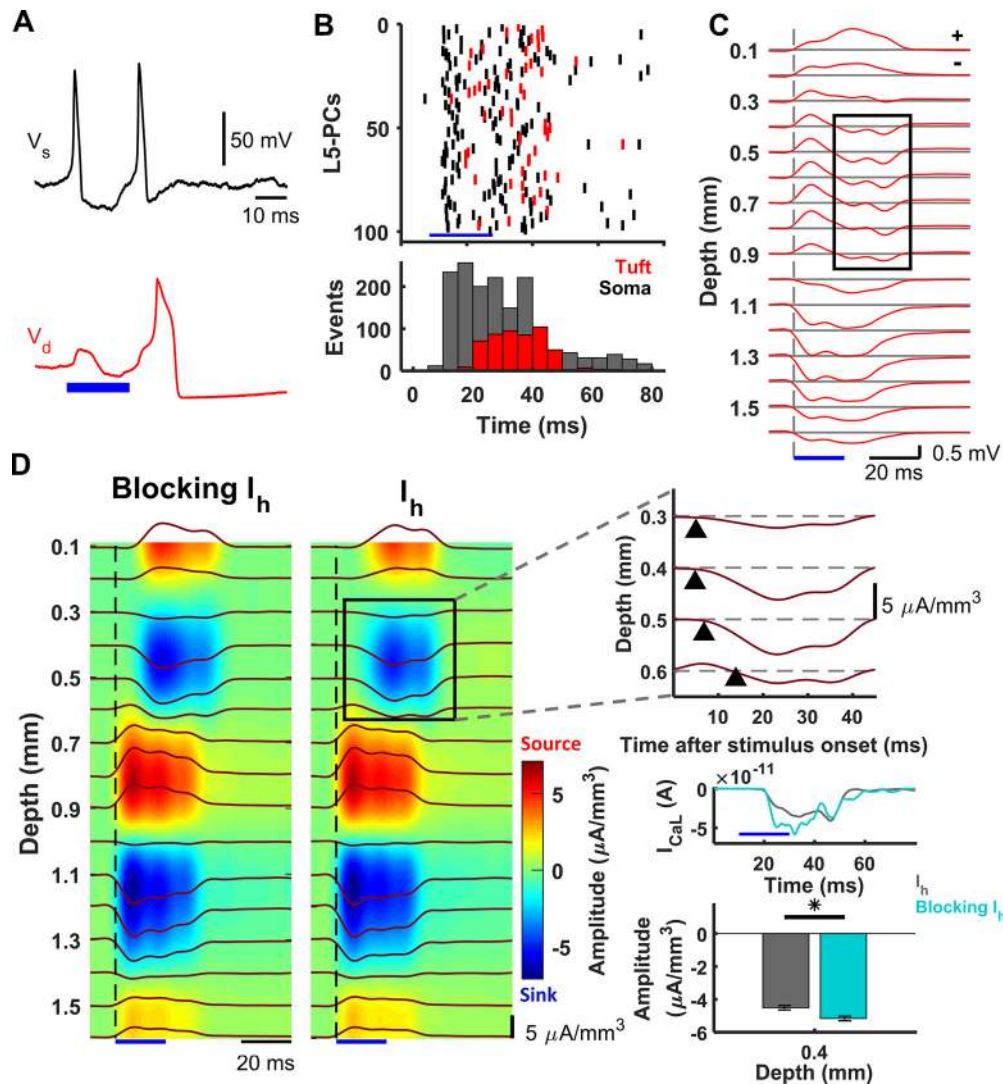 A
V_s
50 mV
10 ms
V_d
B
L5-PCs
0
50
100
Events
Tuft
Soma
200
100
0
0 20 40 60 80
Time (ms)
C
+
-
Depth (mm)
0.1
0.3
0.5
0.7
0.9
1.1
1.3
1.5
20 ms
0.5 mV
D
Blocking I_h
I_h
Depth (mm)
0.1
0.3
0.5
0.7
0.9
1.1
1.3
1.5
20 ms
5 μA/mm³
Source
5
0
-5
Sink
Amplitude (μA/mm³)
Depth (mm)
0.3
0.4
0.5
0.6
5 μA/mm³
10 20 30 40
Time after stimulus onset (ms)
×10⁻¹¹
I_CaL (A)
0
-5
20 40 60
Time (ms)
I_h
Blocking I_h
*
Amplitude
(μA/mm³)
0
-2
-4
-6
0.4
Depth (mm)